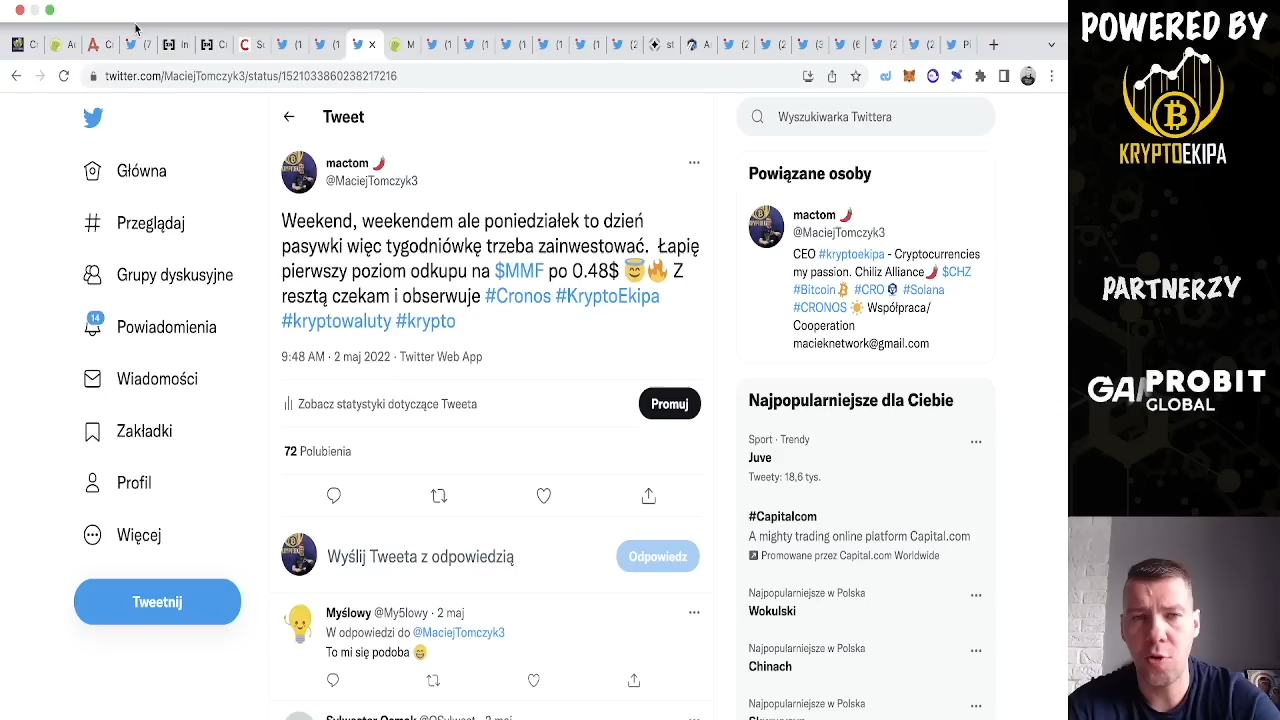 twitter.com/MaciejTomczyk3/status/1521033860238217216
Główna
Przeglądaj
Grupy dyskusyjne
14
Powiadomienia
Wiadomości
Zakładki
Profil
Więcej
Tweetnij
Tweet
mactom
@MaciejTomczyk3
Weekend, weekendem ale poniedziałek to dzień
pasywki więc tygodniówkę trzeba zainwestować. Łapię
pierwszy poziom odkupu na $MMF po 0.48$ Z
resztą czekam i obserwuje #Cronos #KryptoEkipa
#kryptowaluty #krypto
9:48 AM · 2 maj 2022 · Twitter Web App
Zobacz statystyki dotyczące Tweeta
Promuj
72 Polubienia
Wyślij Tweeta z odpowiedzią
Odpowiedz
Myślowy @My5lowy · 2 maj
W odpowiedzi do @MaciejTomczyk3
To mi się podoba
Wyszukiwarka Twittera
Powiązane osoby
mactom
@MaciejTomczyk3
CEO #kryptoekipa - Cryptocurrencies
my passion. Chiliz Alliance $CHZ
#Bitcoin #CRO #Solana
#CRONOS Współpraca/
Cooperation
macieknetwork@gmail.com
Najpopularniejsze dla Ciebie
Sport · Trendy
Juve
Tweety: 18,6 tys.
#Capitalcom
A mighty trading online platform Capital.com
Promowane przez Capital.com Worldwide
Najpopularniejsze w Polska
Wokulski
Najpopularniejsze w Polska
Chinach
Najpopularniejsze w Polska
POWERED BY
KRYPTOEKIPA
PARTNERZY
PROBIT
GLOBAL